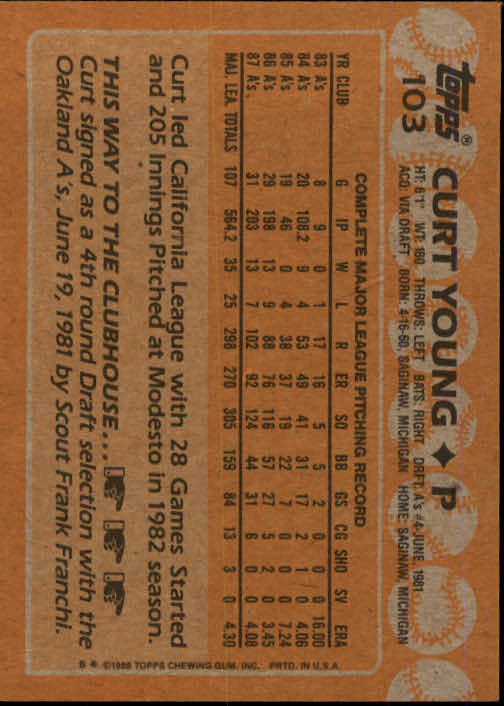 topps®
103
CURT YOUNG ♦ P
HT: 6'1" WT: 180 THROWS: LEFT BATS: RIGHT DRFT: A's #4-JUNE, 1981
ACQ: VIA DRAFT BORN: 4-16-60, SAGINAW, MICHIGAN HOME: SAGINAW, MICHIGAN
COMPLETE MAJOR LEAGUE PITCHING RECORD
YR CLUB G IP W L R ER SO BB GS CG SHO SV ERA
83 A's 8 9 0 1 17 16 5 5 2 0 0 0 16.00
84 A's 20 108.2 9 4 53 49 41 31 17 2 1 0 4.06
85 A's 19 46 0 4 38 37 19 22 7 0 0 0 7.24
86 A's 29 198 13 9 88 76 116 57 27 5 2 0 3.45
87 A's 31 203 13 7 102 92 124 44 31 6 0 0 4.08
MAJ. LEA. TOTALS 107 564.2 35 25 298 270 305 159 84 13 3 0 4.30
Curt led California League with 28 Games Started
and 205 Innings Pitched at Modesto in 1982 season.
THIS WAY TO THE CLUBHOUSE...
Curt signed as a 4th round Draft selection with the
Oakland A's, June 19, 1981 by Scout Frank Franchi.
©1988 TOPPS CHEWING GUM, INC. PRTD. IN U.S.A.